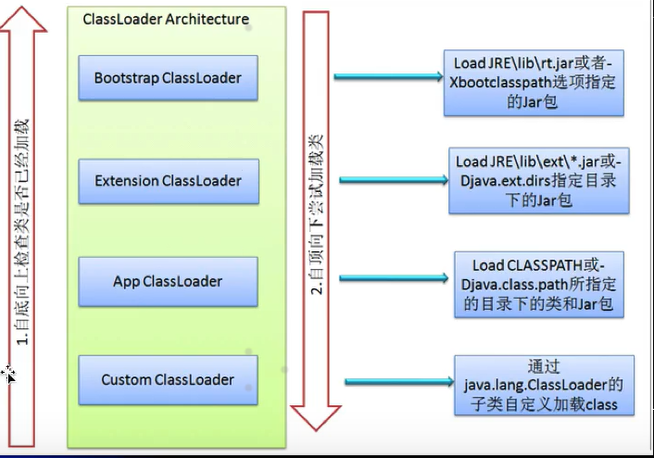 ClassLoader Architecture
1.自底向上检查类是否已经加载
Bootstrap ClassLoader
Extension ClassLoader
App ClassLoader
Custom ClassLoader
2.自项向下尝试加载类
Load JRE\lib\rt.jar或者-
Xbootclasspath选项指定
的Jar包
Load JRE\lib\ext\*.jar或-
Djava.ext.dirs指定目录
下的Jar包
Load CLASSPATH或-
Djava.class.path所指定
的目录下的类和Jar包
通过
java.lang.ClassLoader的
子类自定义加载class